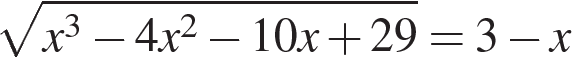 √(x³ − 4x² − 10x + 29) = 3 − x